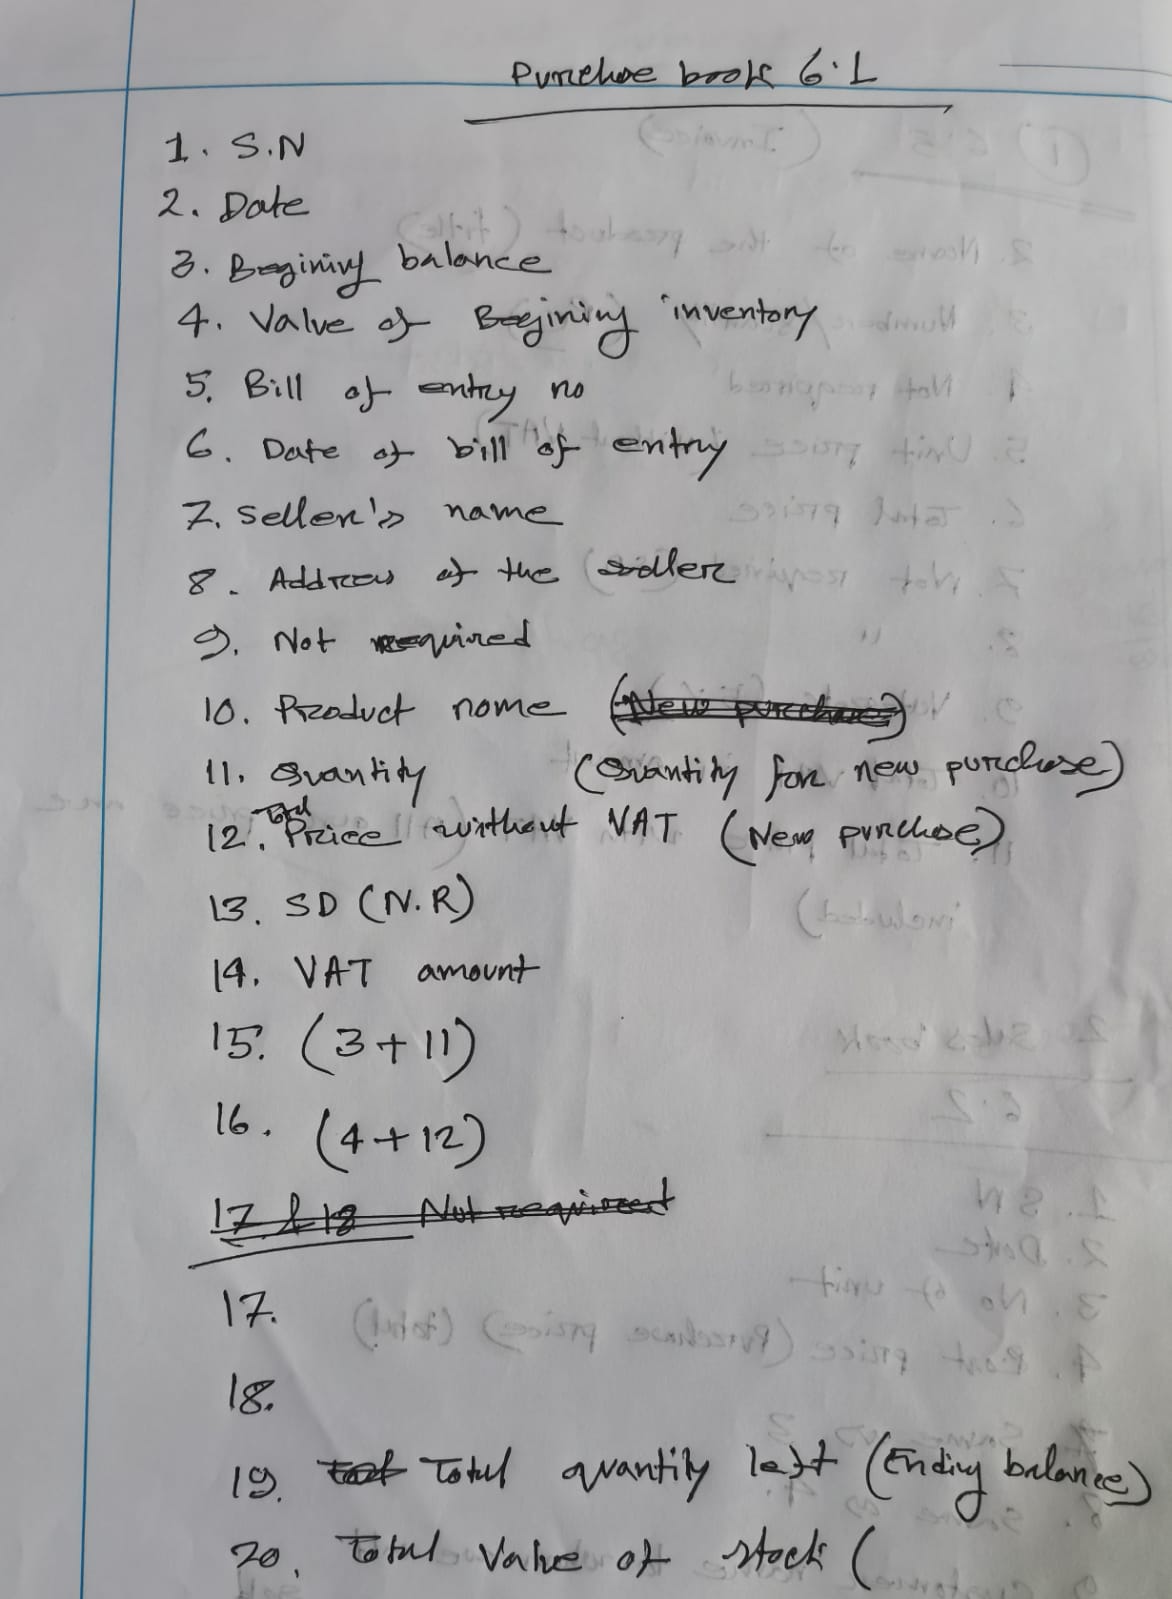 Purchase book 6.1
1. S.N
2. Date
3. Begining balance
4. Value of Begining inventory
5. Bill of entry no
6. Date of bill of entry
7. Seller's name
8. Address of the seller
9. Not required
10. Product name (New purchase)
11. Quantity (Quantity for new purchase)
12. Total Price without VAT (New purchase)
13. SD (N.R)
14. VAT amount
15. (3+11)
16. (4+12)
17 & 18 Not required
17.
18.
19. Total quantity left (Ending balance)
20. Total value of stock (